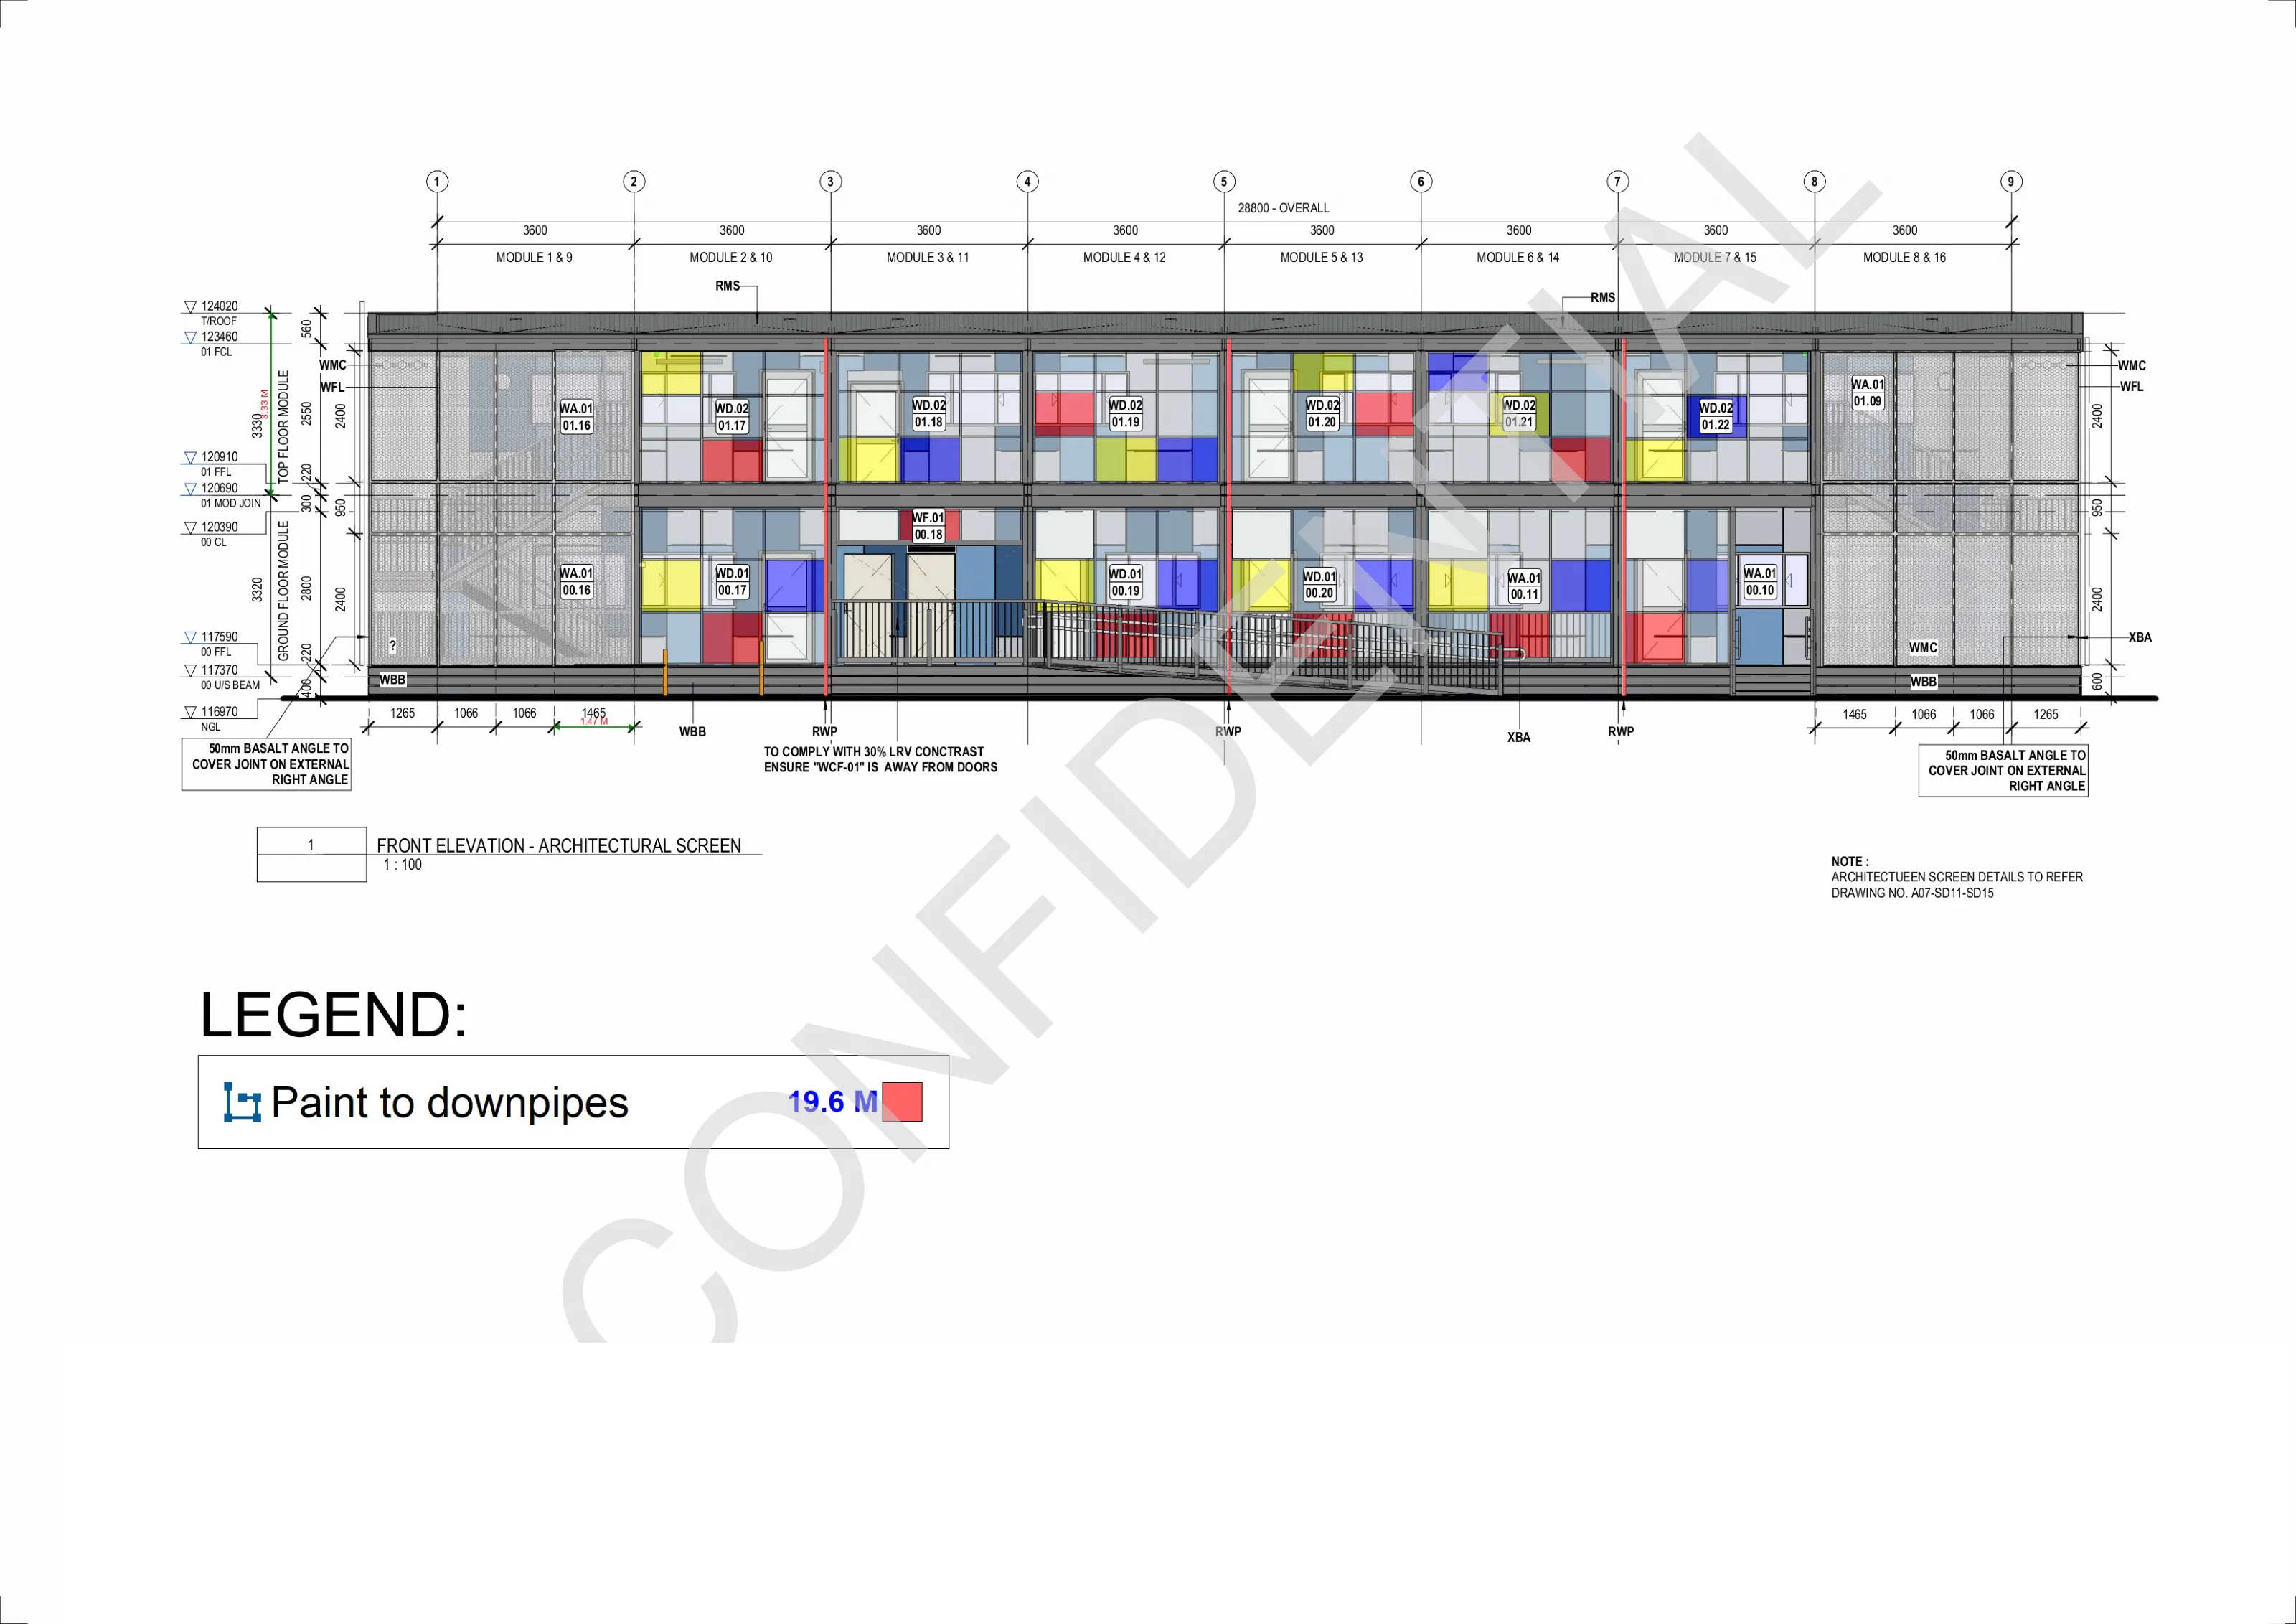 1 2 3 4 5 6 7 8 9
28800 - OVERALL
3600 3600 3600 3600 3600 3600 3600 3600
MODULE 1 & 9 MODULE 2 & 10 MODULE 3 & 11 MODULE 4 & 12 MODULE 5 & 13 MODULE 6 & 14 MODULE 7 & 15 MODULE 8 & 16
RMS
RMS
124020
T/ROOF
123460
01 FCL
120910
01 FFL
120690
01 MOD JOIN
120390
00 CL
117590
00 FFL
117370
00 U/S BEAM
116970
NGL
3330
3.33 M
3320
TOP FLOOR MODULE
GROUND FLOOR MODULE
560
2550
220
300
2800
220
400
2400
950
2400
WMC
WFL
WA.01
01.16
WD.02
01.17
WD.02
01.18
WD.02
01.19
WD.02
01.20
WD.02
01.21
WD.02
01.22
WA.01
01.09
WMC
WFL
2400
950
2400
600
WF.01
00.18
WA.01
00.16
WD.01
00.17
WD.01
00.19
WD.01
00.20
WA.01
00.11
WA.01
00.10
?
WBB
WMC
WBB
XBA
1265 1066 1066 1465
1.47 M
1465 1066 1066 1265
WBB
RWP
RWP
XBA
RWP
TO COMPLY WITH 30% LRV CONCTRAST
ENSURE "WCF-01" IS AWAY FROM DOORS
50mm BASALT ANGLE TO
COVER JOINT ON EXTERNAL
RIGHT ANGLE
50mm BASALT ANGLE TO
COVER JOINT ON EXTERNAL
RIGHT ANGLE
1
FRONT ELEVATION - ARCHITECTURAL SCREEN
1 : 100
NOTE :
ARCHITECTUEEN SCREEN DETAILS TO REFER
DRAWING NO. A07-SD11-SD15
LEGEND:
Paint to downpipes 19.6 M
CONFIDENTIAL